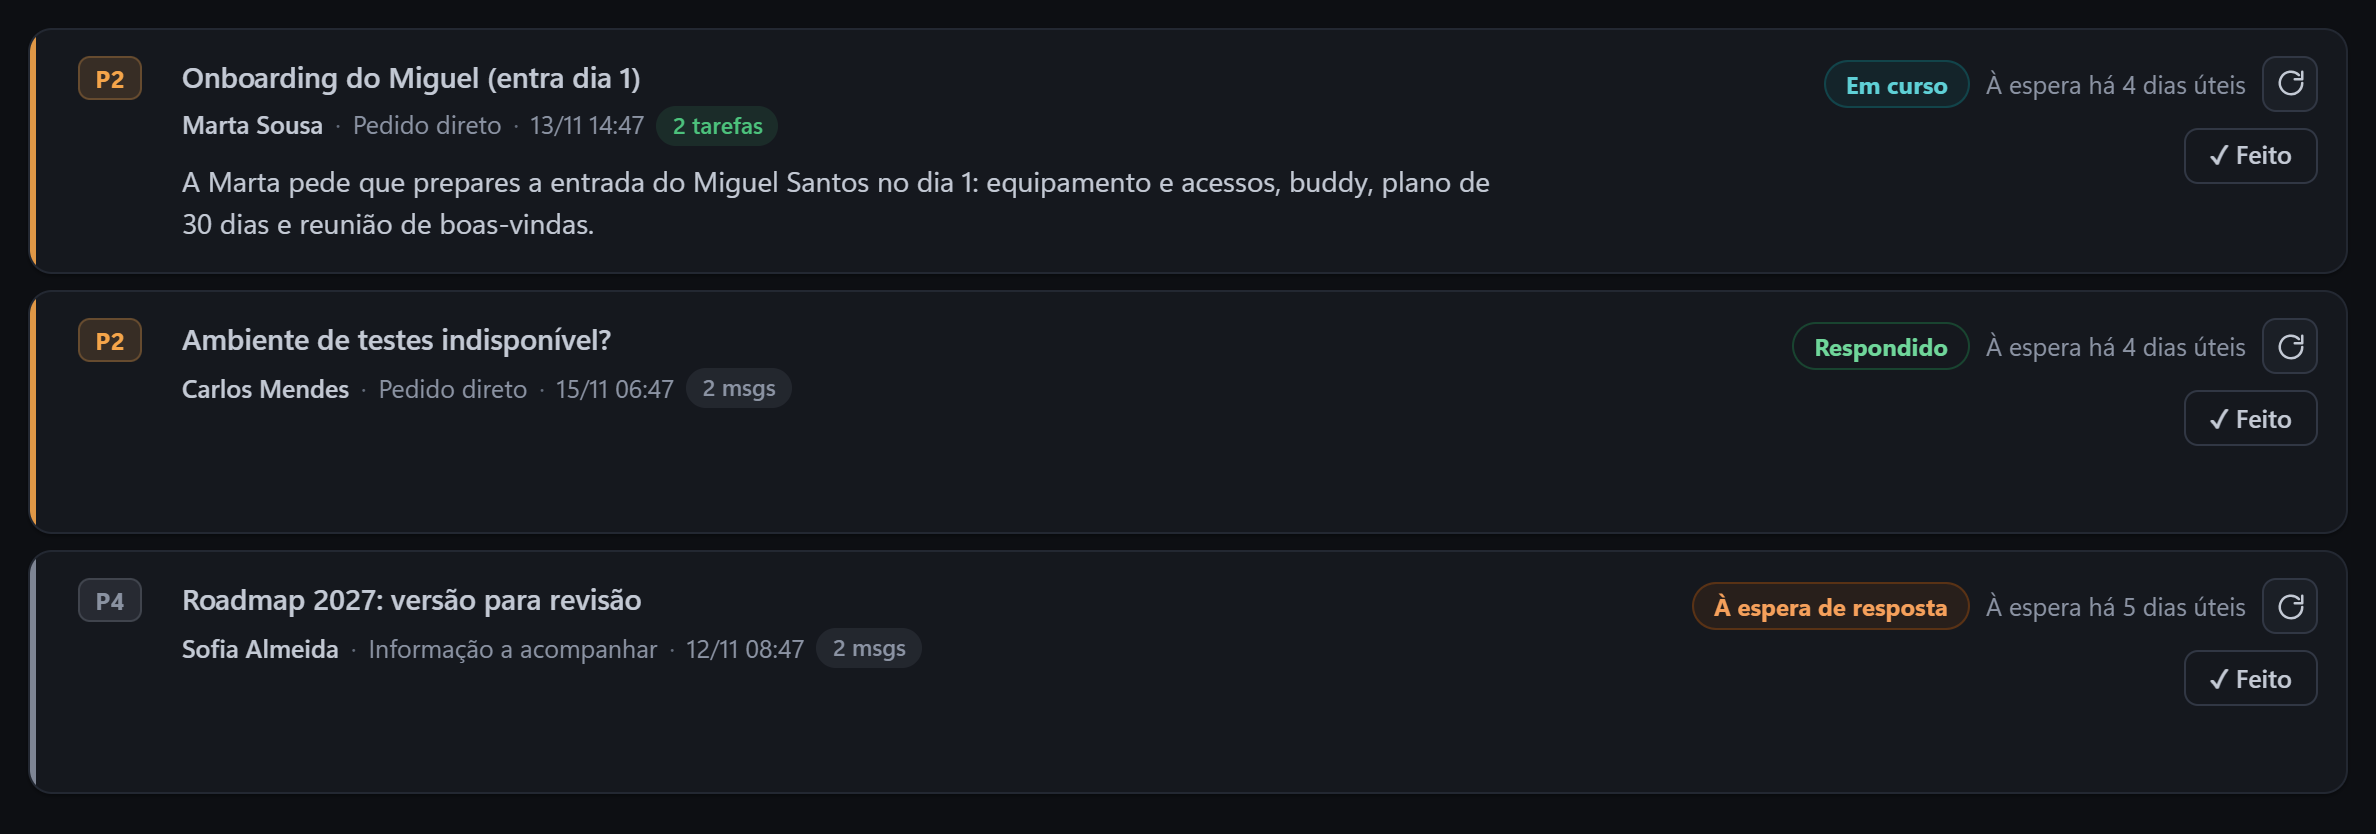 P2 Onboarding do Miguel (entra dia 1) Em curso À espera há 4 dias úteis
Marta Sousa · Pedido direto · 13/11 14:47 2 tarefas
✓ Feito
A Marta pede que prepares a entrada do Miguel Santos no dia 1: equipamento e acessos, buddy, plano de
30 dias e reunião de boas-vindas.
P2 Ambiente de testes indisponível? Respondido À espera há 4 dias úteis
Carlos Mendes · Pedido direto · 15/11 06:47 2 msgs
✓ Feito
P4 Roadmap 2027: versão para revisão À espera de resposta À espera há 5 dias úteis
Sofia Almeida · Informação a acompanhar · 12/11 08:47 2 msgs
✓ Feito